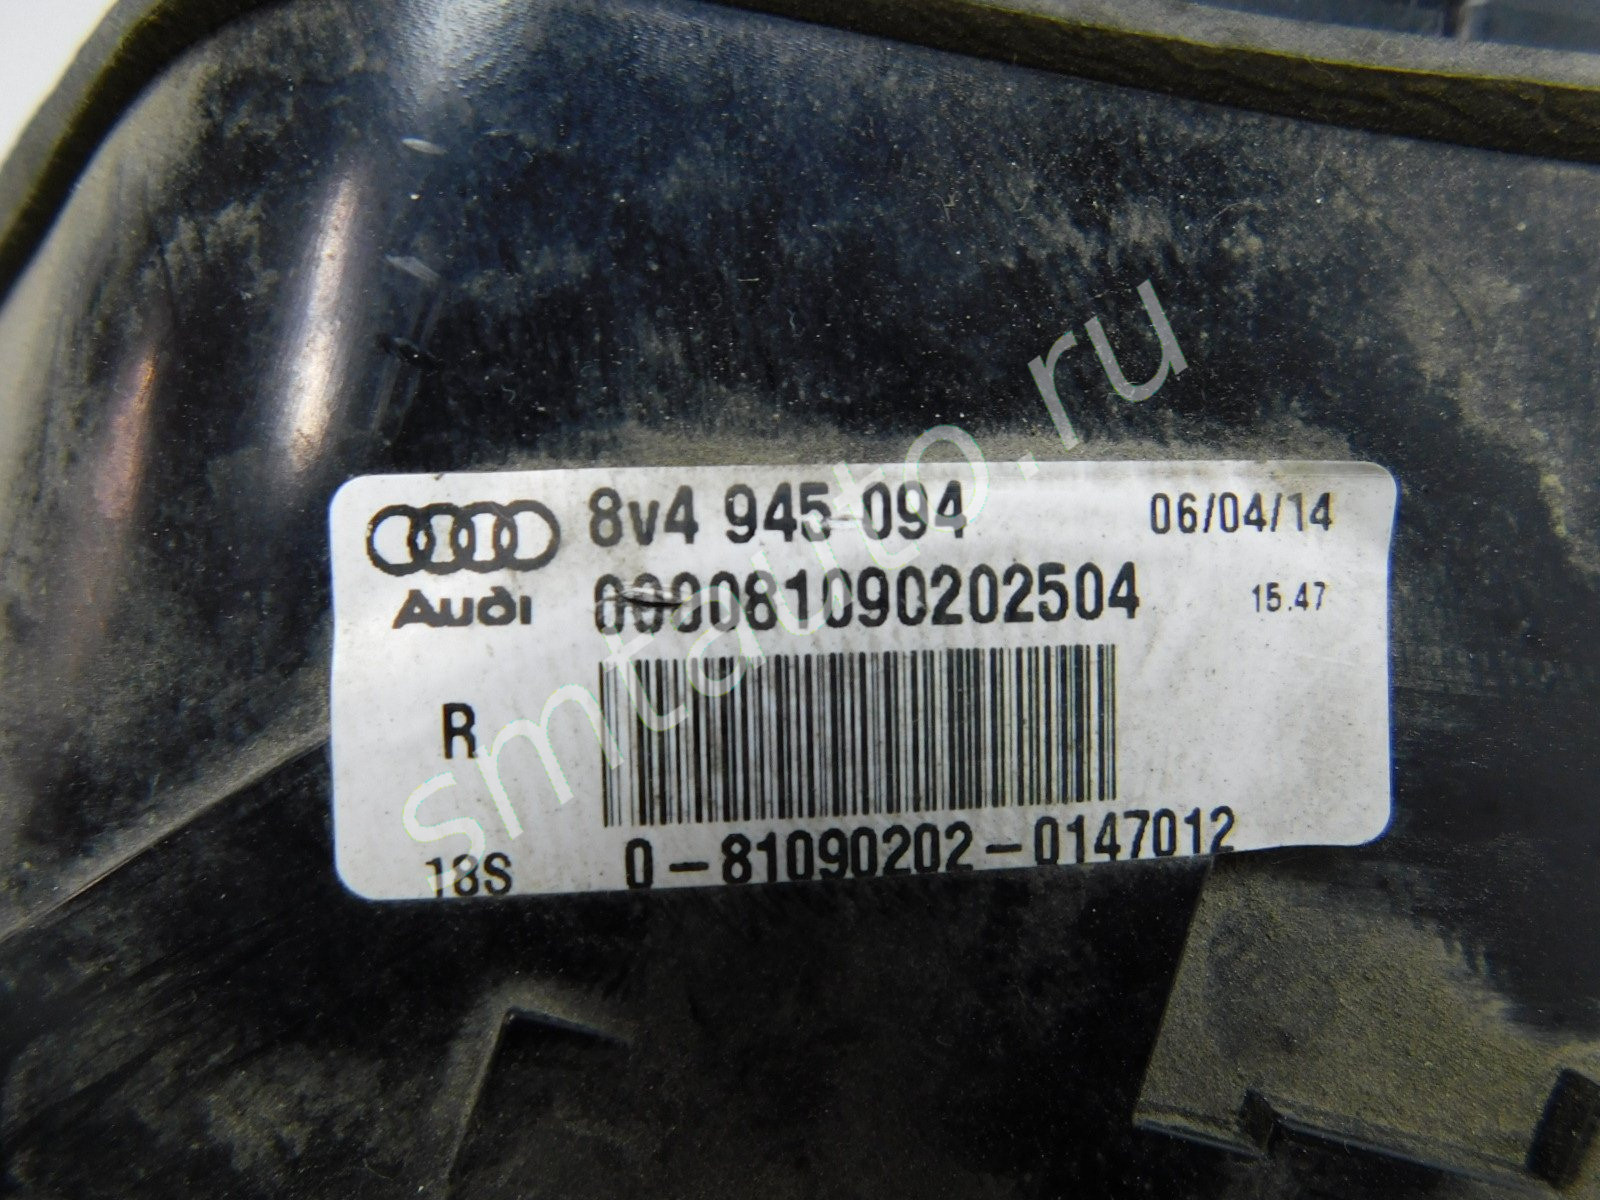 8v4 945-094 06/04/14
Audi 000081090202504 15.47
R
18S 0-81090202-0147012
smtauto.ru